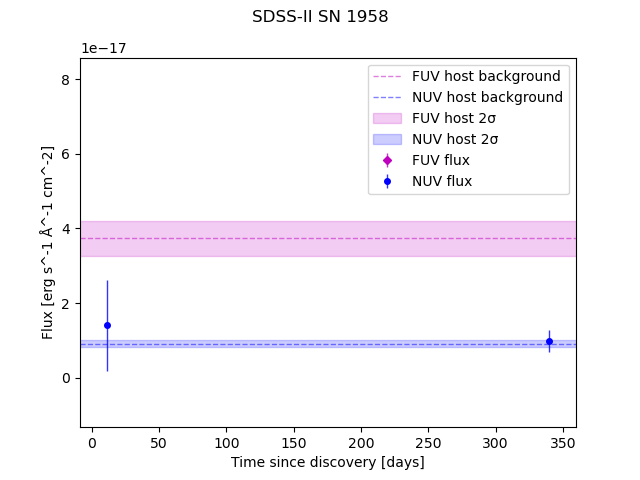 SDSS-II SN 1958
1e−17
FUV host background
NUV host background
FUV host 2σ
NUV host 2σ
FUV flux
NUV flux
8
6
4
2
0
Flux [erg s^-1 Å^-1 cm^-2]
0 50 100 150 200 250 300 350
Time since discovery [days]